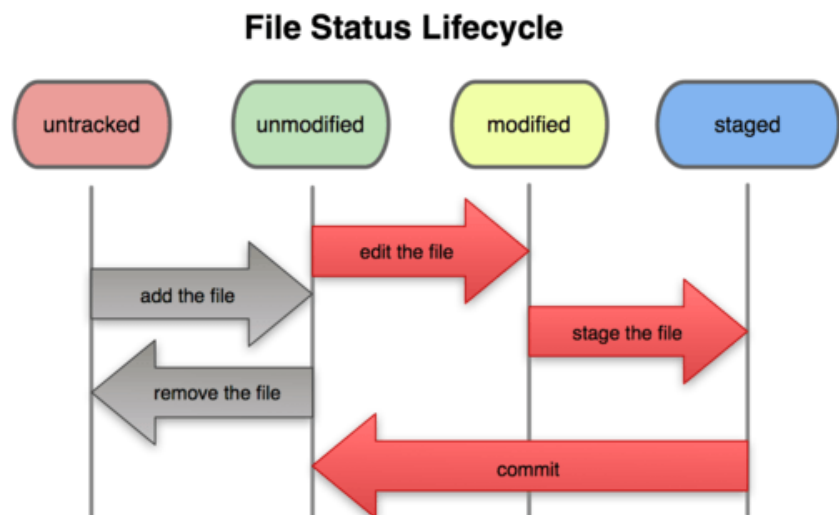 File Status Lifecycle
untracked
unmodified
modified
staged
edit the file
add the file
stage the file
remove the file
commit